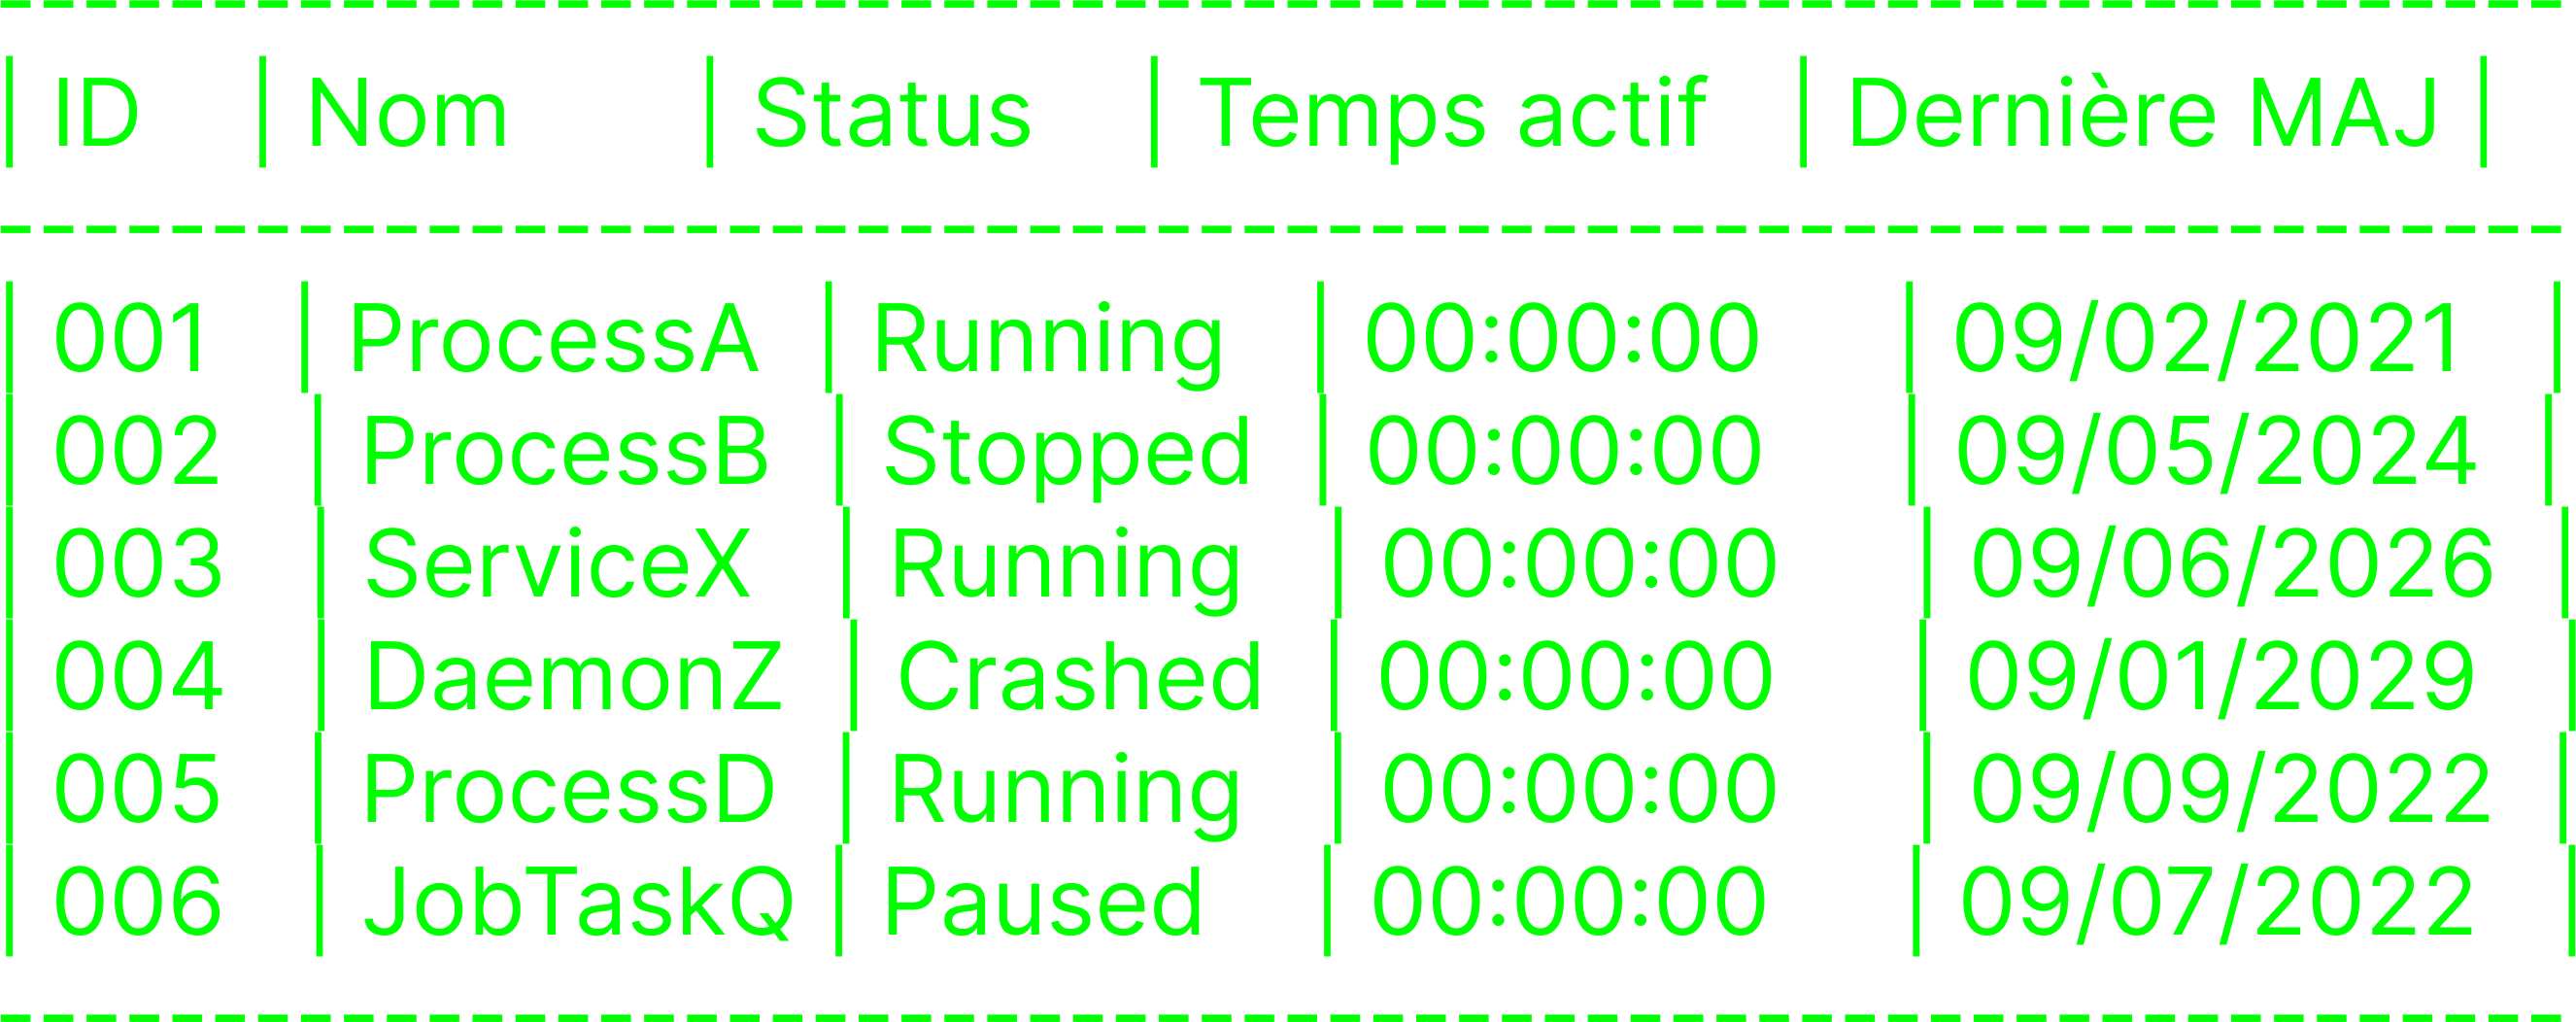 ------------------------------------------------------------
| ID | Nom | Status | Temps actif | Dernière MAJ |
------------------------------------------------------------
| 001 | ProcessA | Running | 00:00:00 | 09/02/2021 |
| 002 | ProcessB | Stopped | 00:00:00 | 09/05/2024 |
| 003 | ServiceX | Running | 00:00:00 | 09/06/2026 |
| 004 | DaemonZ | Crashed | 00:00:00 | 09/01/2029 |
| 005 | ProcessD | Running | 00:00:00 | 09/09/2022 |
| 006 | JobTaskQ | Paused | 00:00:00 | 09/07/2022 |
------------------------------------------------------------